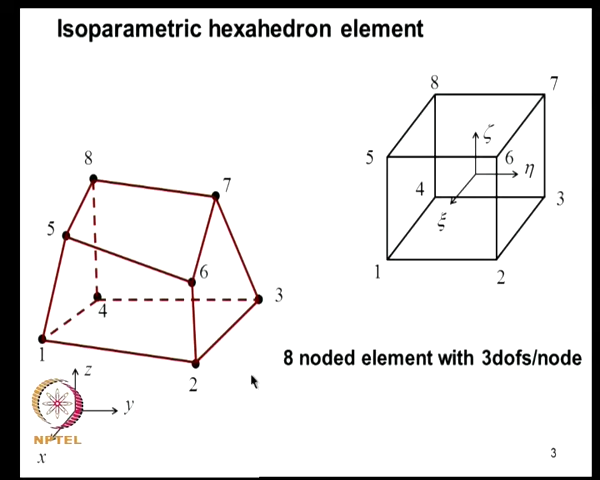 Isoparametric hexahedron element
8
7
5
6
4
3
1
2
z
y
x
8
7
5
6
4
3
1
2
ζ
η
ξ
8 noded element with 3dofs/node
NPTEL
3